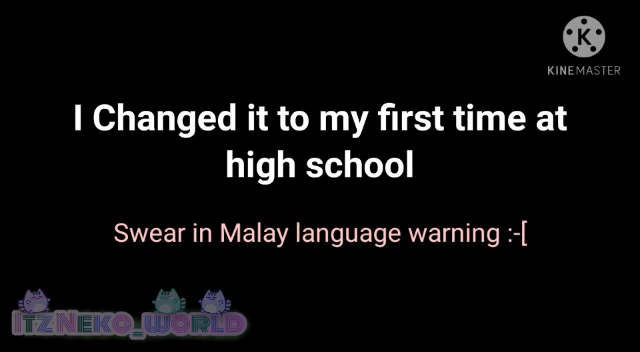 KINEMASTER
I Changed it to my first time at
high school
Swear in Malay language warning :-[
ItzNeko_world